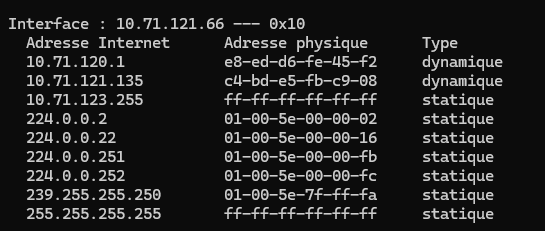 Interface : 10.71.121.66 --- 0x10
Adresse Internet Adresse physique Type
10.71.120.1 e8-ed-d6-fe-45-f2 dynamique
10.71.121.135 c4-bd-e5-fb-c9-08 dynamique
10.71.123.255 ff-ff-ff-ff-ff-ff statique
224.0.0.2 01-00-5e-00-00-02 statique
224.0.0.22 01-00-5e-00-00-16 statique
224.0.0.251 01-00-5e-00-00-fb statique
224.0.0.252 01-00-5e-00-00-fc statique
239.255.255.250 01-00-5e-7f-ff-fa statique
255.255.255.255 ff-ff-ff-ff-ff-ff statique